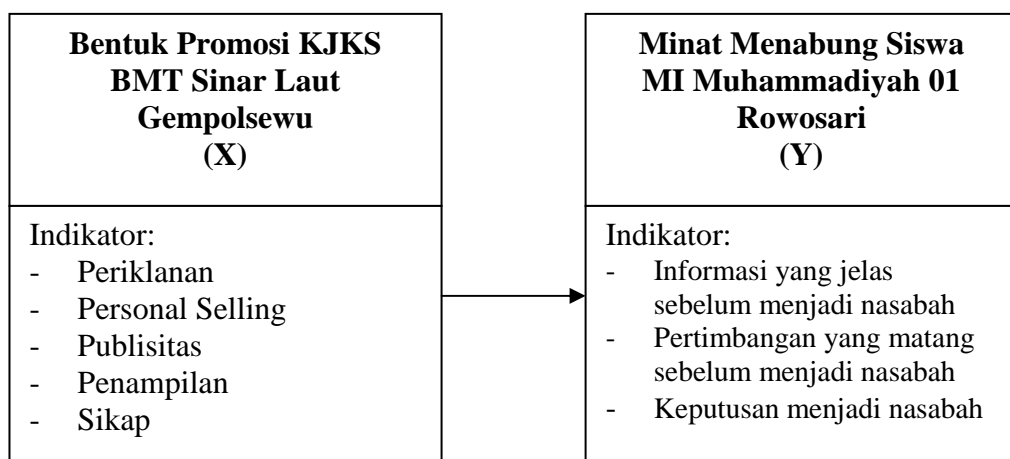 Bentuk Promosi KJKS
BMT Sinar Laut
Gempolsewu
(X)
Indikator:
- Periklanan
- Personal Selling
- Publisitas
- Penampilan
- Sikap
Minat Menabung Siswa
MI Muhammadiyah 01
Rowosari
(Y)
Indikator:
- Informasi yang jelas
sebelum menjadi nasabah
- Pertimbangan yang matang
sebelum menjadi nasabah
- Keputusan menjadi nasabah